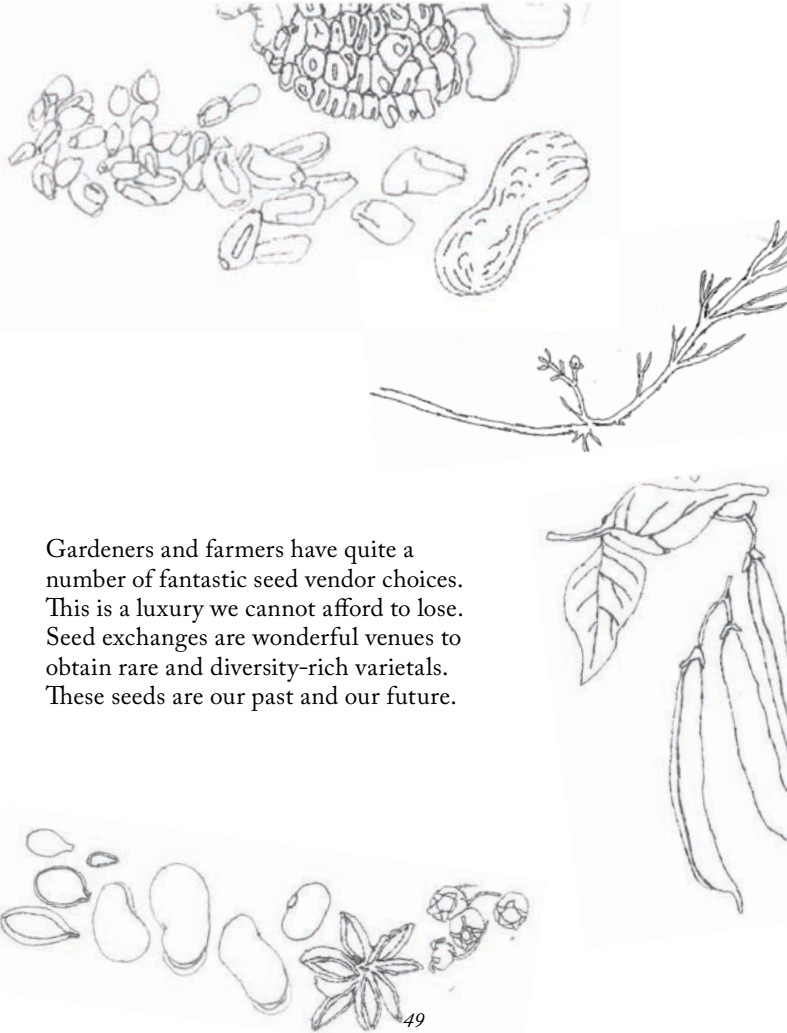 Gardeners and farmers have quite a
number of fantastic seed vendor choices.
This is a luxury we cannot afford to lose.
Seed exchanges are wonderful venues to
obtain rare and diversity-rich varietals.
These seeds are our past and our future.
49